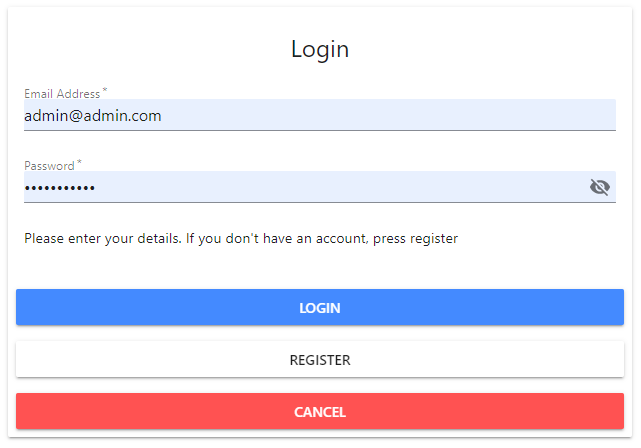 Login
Email Address *
admin@admin.com
Password *
•••••••••••
Please enter your details. If you don't have an account, press register
LOGIN
REGISTER
CANCEL